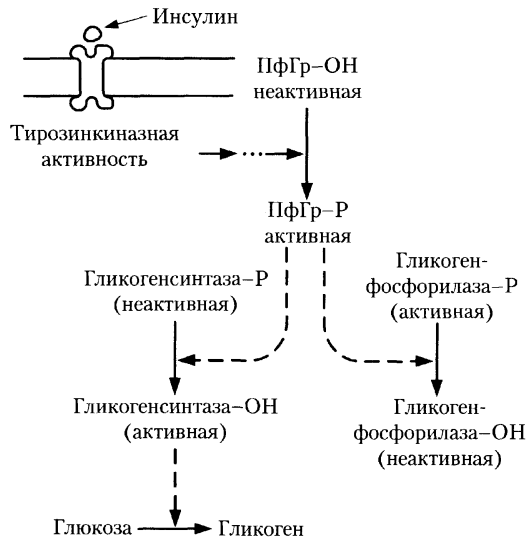 Инсулин
ПфГр–ОН
неактивная
Тирозинкиназная
активность
ПфГр–Р
активная
Гликогенсинтаза–Р
(неактивная)
Гликоген-
фосфорилаза–Р
(активная)
Гликогенсинтаза–ОН
(активная)
Гликоген-
фосфорилаза–ОН
(неактивная)
Глюкоза
Гликоген